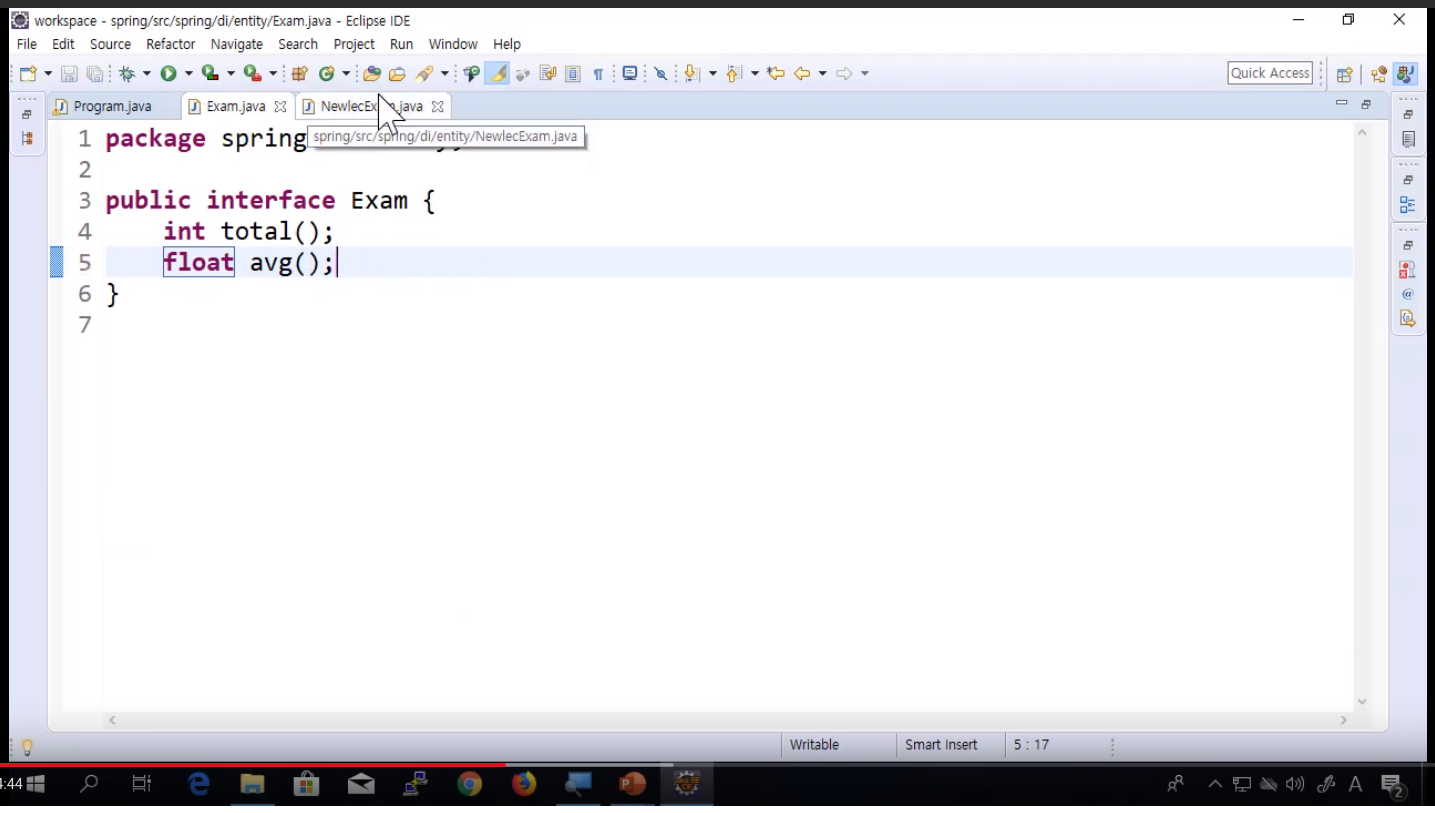 workspace - spring/src/spring/di/entity/Exam.java - Eclipse IDE
File Edit Source Refactor Navigate Search Project Run Window Help
Quick Access
Program.java Exam.java NewlecExam.java
1 package spring
spring/src/spring/di/entity/NewlecExam.java
2
3 public interface Exam {
4 int total();
5 float avg();
6 }
7
Writable Smart Insert 5 : 17
4:44 A 2